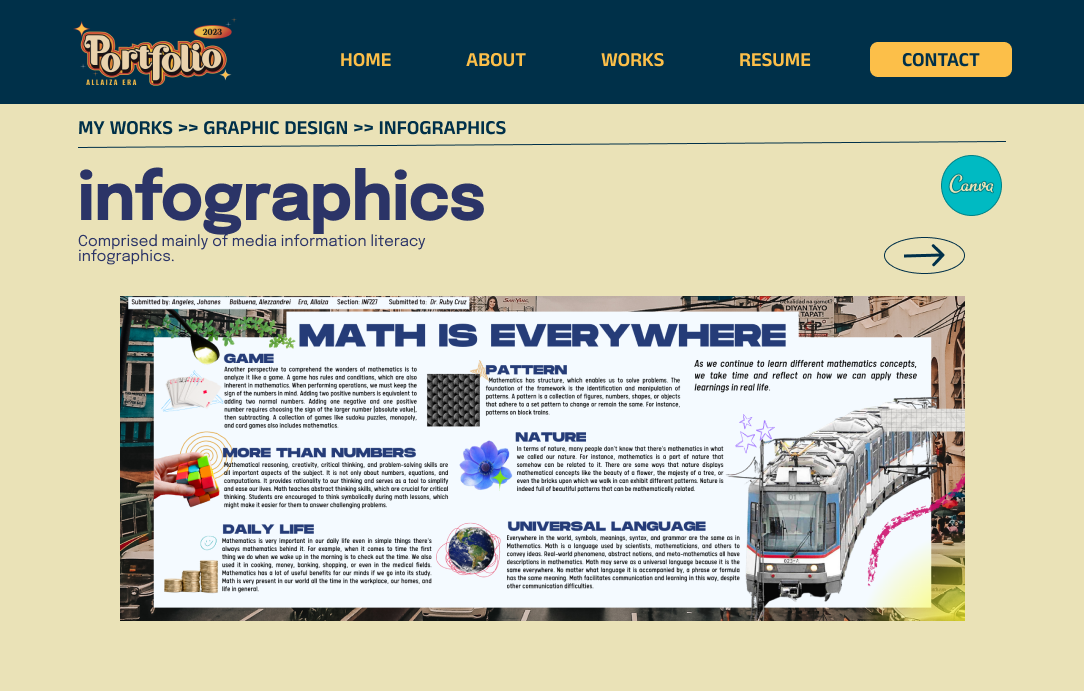 2023
Portfolio
ALLAIZA ERA
HOME
ABOUT
WORKS
RESUME
CONTACT
MY WORKS >> GRAPHIC DESIGN >> INFOGRAPHICS
infographics
Canva
Comprised mainly of media information literacy
infographics.
Submitted by: Angeles, Johanes Balbuena, Alezzandrei Era, Allaiza Section: INF227 Submitted to: Dr. Ruby Cruz
DIYAN TAYO
TAPAT!
MATH IS EVERYWHERE
GAME
Another perspective to comprehend the wonders of mathematics is to
analyze it like a game. A game has rules and conditions, which are also
inherent in mathematics. When performing operations, we must keep the
sign of the numbers in mind. Adding two positive numbers is equivalent to
adding two normal numbers. Adding one negative and one positive
number requires choosing the sign of the larger number (absolute value),
then subtracting. A collection of games like sudoku puzzles, monopoly,
and card games also includes mathematics.
PATTERN
Mathematics has structure, which enables us to solve problems. The
foundation of the framework is the identification and manipulation of
patterns. A pattern is a collection of figures, numbers, shapes, or objects
that adhere to a set pattern to change or remain the same. For instance,
patterns on block trains.
As we continue to learn different mathematics concepts,
we take time and reflect on how we can apply these
learnings in real life.
MORE THAN NUMBERS
Mathematical reasoning, creativity, critical thinking, and problem-solving skills are
all important aspects of the subject. It is not only about numbers, equations, and
computations. It provides rationality to our thinking and serves as a tool to simplify
and ease our lives. Math teaches abstract thinking skills, which are crucial for critical
thinking. Students are encouraged to think symbolically during math lessons, which
might make it easier for them to answer challenging problems.
NATURE
In terms of nature, many people don't know that there's mathematics in what
we called our nature. For instance, mathematics is a part of nature that
somehow can be related to it. There are some ways that nature displays
mathematical concepts like the beauty of a flower, the majesty of a tree, or
even the bricks upon which we walk in can exhibit different patterns. Nature is
indeed full of beautiful patterns that can be mathematically related.
DAILY LIFE
Mathematics is very important in our daily life even in simple things there's
always mathematics behind it. For example, when it comes to time the first
thing we do when we wake up in the morning is to check out the time. We also
used it in cooking, money, banking, shopping, or even in the medical fields.
Mathematics has a lot of useful benefits for our minds if we go into its study.
Math is very present in our world all the time in the workplace, our homes, and
life in general.
UNIVERSAL LANGUAGE
Everywhere in the world, symbols, meanings, syntax, and grammar are the same as in
Mathematics. Math is a language used by scientists, mathematicians, and others to
convey ideas. Real-world phenomena, abstract notions, and meta-mathematics all have
descriptions in mathematics. Math may serve as a universal language because it is the
same everywhere. No matter what language it is accompanied by, a phrase or formula
has the same meaning. Math facilitates communication and learning in this way, despite
other communication difficulties.